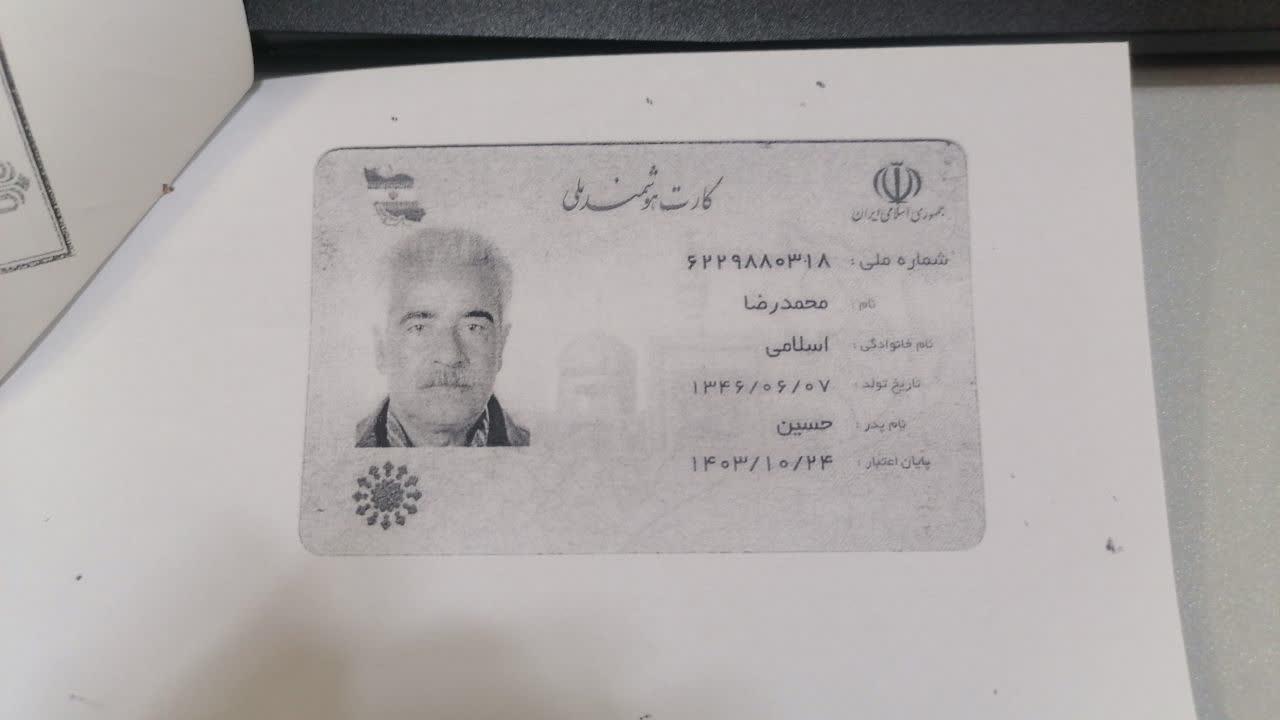 جمهوری اسلامی ایران
کارت هوشمند ملی
شماره ملی : ۶۲۲۹۸۸۰۳۱۸
نام : محمدرضا
نام خانوادگی : اسلامی
تاریخ تولد : ۱۳۴۶/۰۶/۰۷
نام پدر : حسین
پایان اعتبار : ۱۴۰۳/۱۰/۲۴